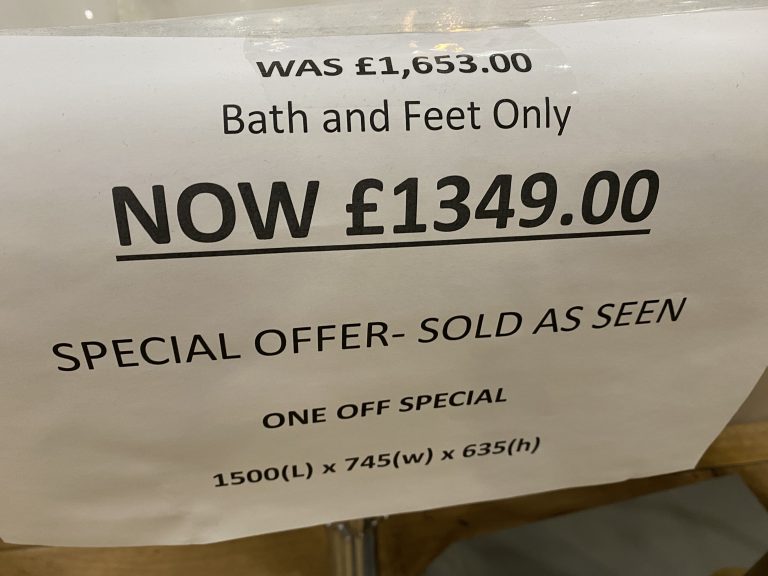 WAS £1,653.00
Bath and Feet Only
NOW £1349.00
SPECIAL OFFER- SOLD AS SEEN
ONE OFF SPECIAL
1500(L) x 745(w) x 635(h)